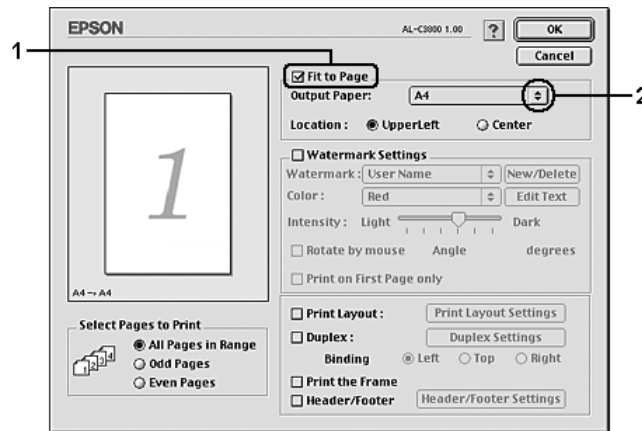 EPSON
AL-C3800 1.00
?
OK
Cancel
1
Fit to Page
Output Paper: A4
2
Location : UpperLeft Center
Watermark Settings
Watermark: User Name New/Delete
Color : Red Edit Text
Intensity : Light Dark
Rotate by mouse Angle degrees
Print on First Page only
1
A4→A4
Select Pages to Print
1 2 3 4
All Pages in Range
Odd Pages
Even Pages
Print Layout : Print Layout Settings
Duplex : Duplex Settings
Binding Left Top Right
Print the Frame
Header/Footer Header/Footer Settings